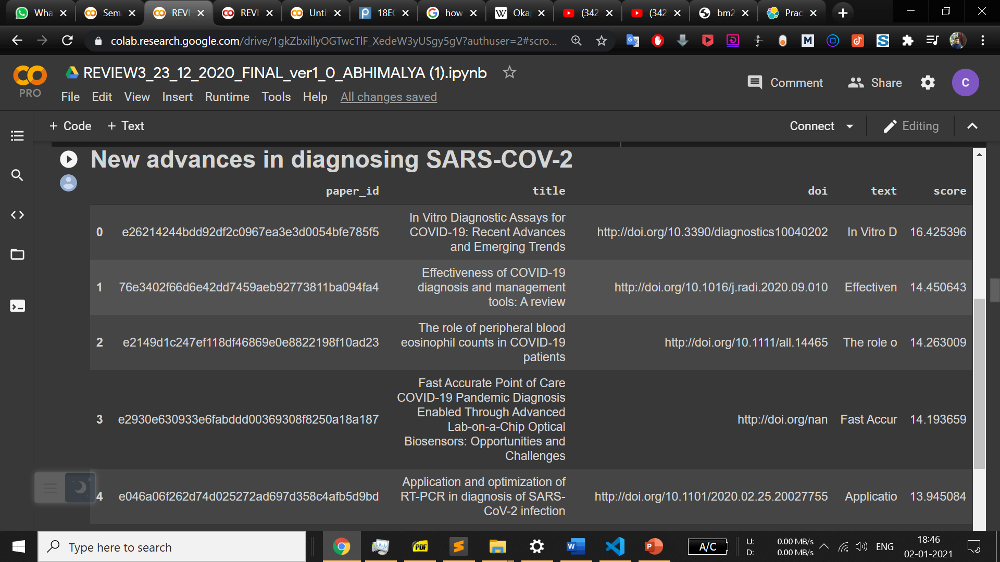 Wha
Sem
REVI
REVI
Unti
18EC
how
Oka
(342
(342
bm2
Prac
colab.research.google.com/drive/1gkZbxillyOGTwcTlF_XedeW3yUSgy5gV?authuser=2#scro...
REVIEW3_23_12_2020_FINAL_ver1_0_ABHIMALYA (1).ipynb
PRO
Comment
Share
C
File Edit View Insert Runtime Tools Help All changes saved
+ Code + Text
Connect
Editing
New advances in diagnosing SARS-COV-2
paper_id title doi text score
In Vitro Diagnostic Assays for
0 e26214244bdd92df2c0967ea3e3d0054bfe785f5 COVID-19: Recent Advances http://doi.org/10.3390/diagnostics10040202 In Vitro D 16.425396
and Emerging Trends
Effectiveness of COVID-19
1 76e3402f66d6e42dd7459aeb92773811ba094fa4 diagnosis and management http://doi.org/10.1016/j.radi.2020.09.010 Effectiven 14.450643
tools: A review
The role of peripheral blood
2 e2149d1c247ef118df46869e0e8822198f10ad23 eosinophil counts in COVID-19 http://doi.org/10.1111/all.14465 The role o 14.263009
patients
Fast Accurate Point of Care
COVID-19 Pandemic Diagnosis
Enabled Through Advanced
3 e2930e630933e6fabddd00369308f8250a18a187 Lab-on-a-Chip Optical http://doi.org/nan Fast Accur 14.193659
Biosensors: Opportunities and
Challenges
Application and optimization of
4 e046a06f262d74d025272ad697d358c4afb5d9bd RT-PCR in diagnosis of SARS- http://doi.org/10.1101/2020.02.25.20027755 Applicatio 13.945084
CoV-2 infection
Type here to search
PDF
A/C
U: 0.00 MB/s
D: 0.00 MB/s
ENG
18:46
02-01-2021